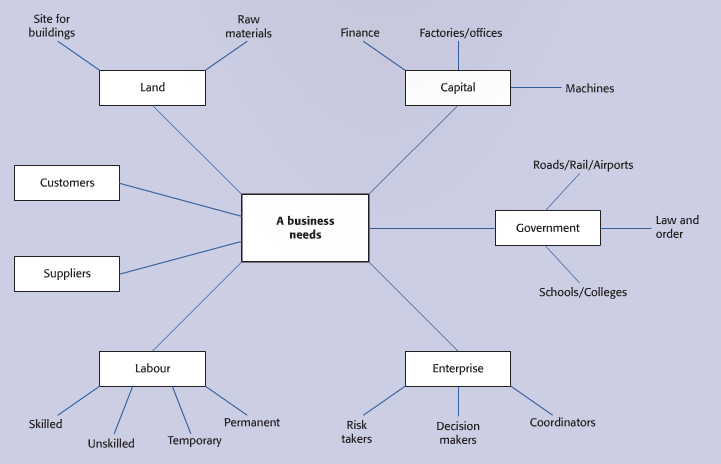 Site for
buildings
Raw
materials
Finance
Factories/offices
Land
Capital
Machines
Roads/Rail/Airports
Customers
A business
needs
Government
Law and
order
Suppliers
Schools/Colleges
Labour
Enterprise
Skilled
Unskilled
Temporary
Permanent
Risk
takers
Decision
makers
Coordinators